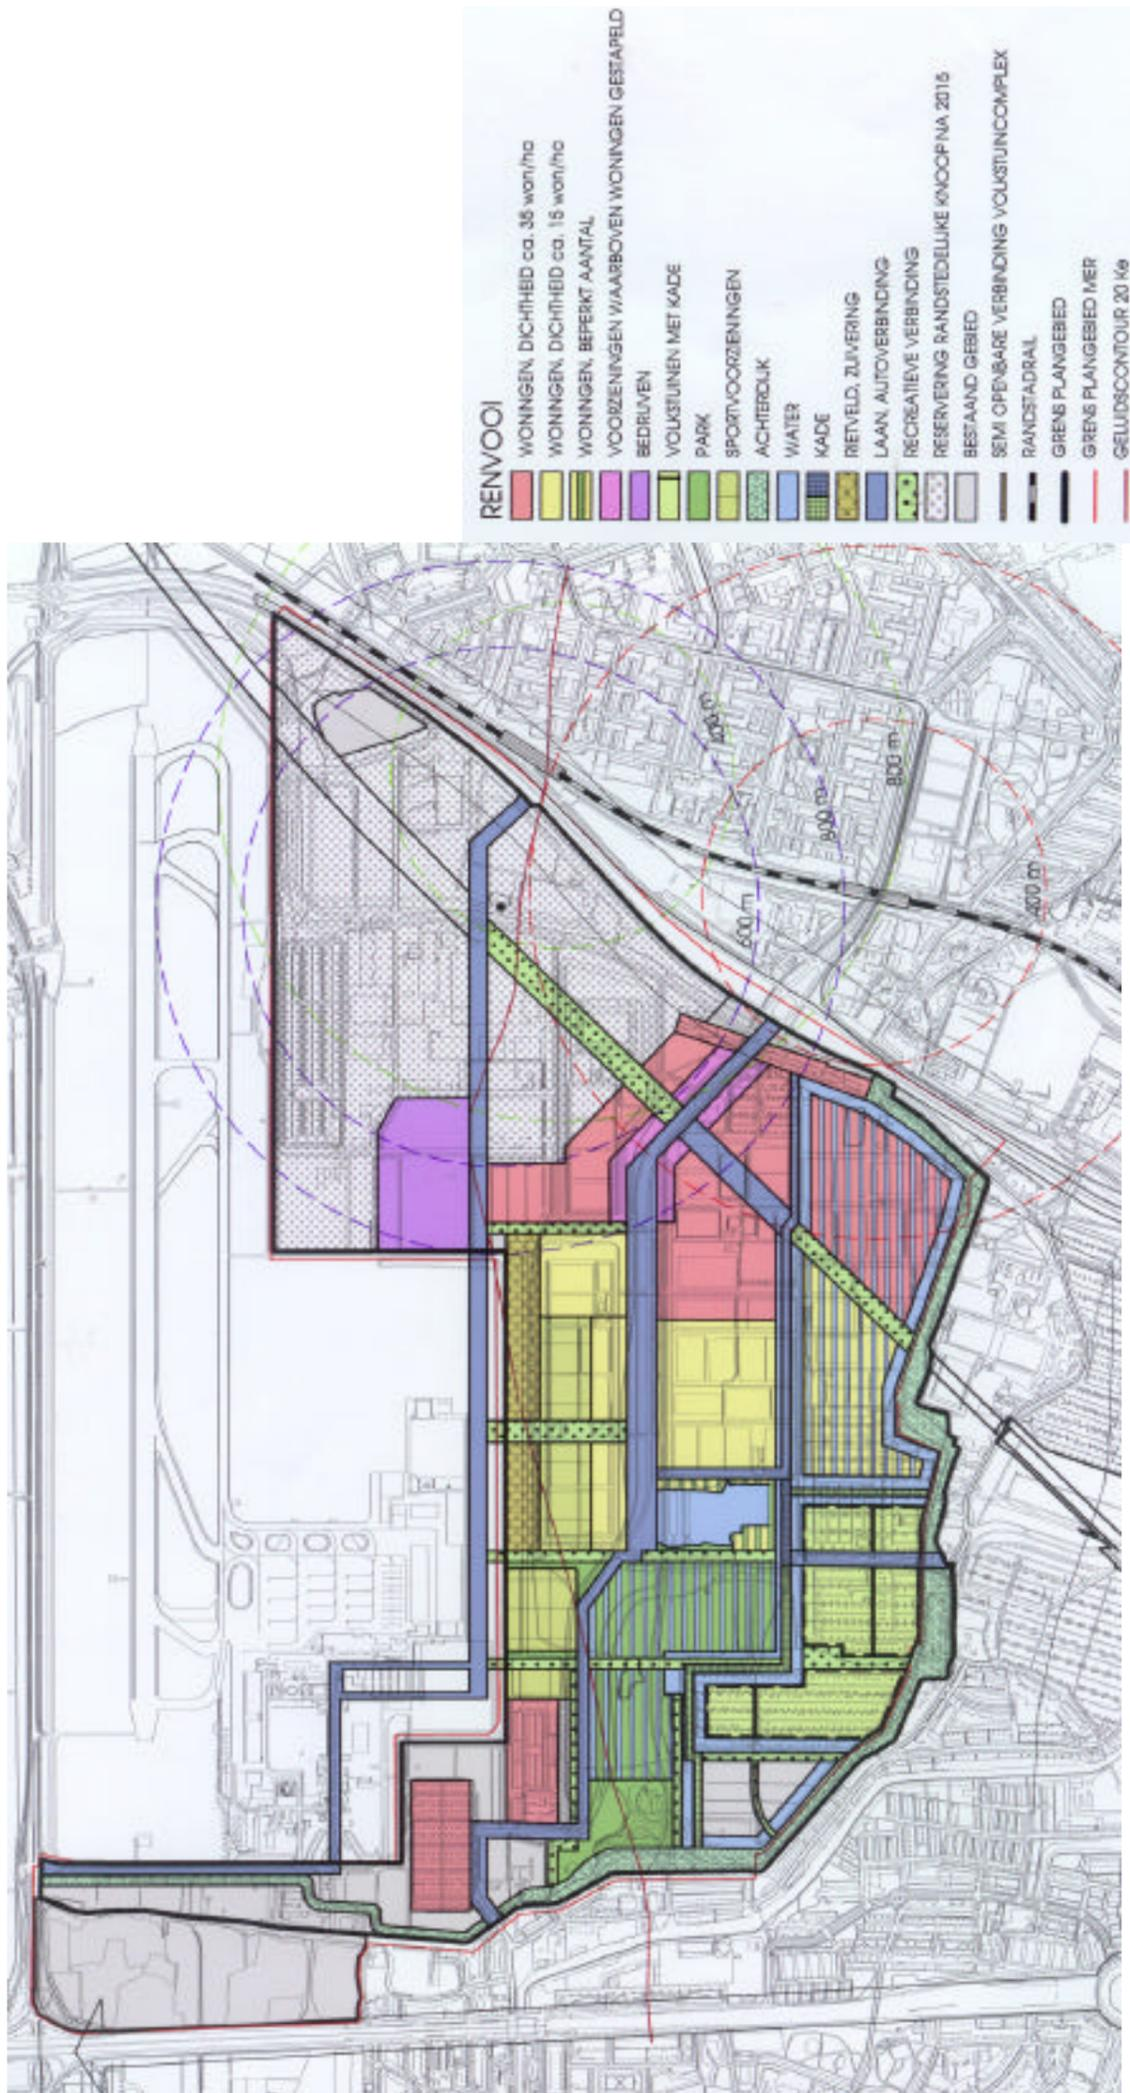 RENVOOI
WONINGEN, DICHTHEID ca. 35 won/ha
WONINGEN, DICHTHEID ca. 15 won/ha
WONINGEN, BEPERKT AANTAL
VOORZIENINGEN WAARBOVEN WONINGEN GESTAPELD
BEDRIJVEN
VOLKSTUINEN MET KADE
PARK
SPORTVOORZIENINGEN
ACHTERDIJK
WATER
KADE
RIETVELD, ZUIVERING
LAAN, AUTOVERBINDING
RECREATIEVE VERBINDING
RESERVERING RANDSTEDELIJKE KNOOP NA 2015
BESTAAND GEBIED
SEMI OPENBARE VERBINDING VOLKSTUINCOMPLEX
RANDSTADRAIL
GRENS PLANGEBIED
GRENS PLANGEBIED MER
GELUIDSCONTOUR 20 Ke
400 m
800 m
800 m
600 m
400 m